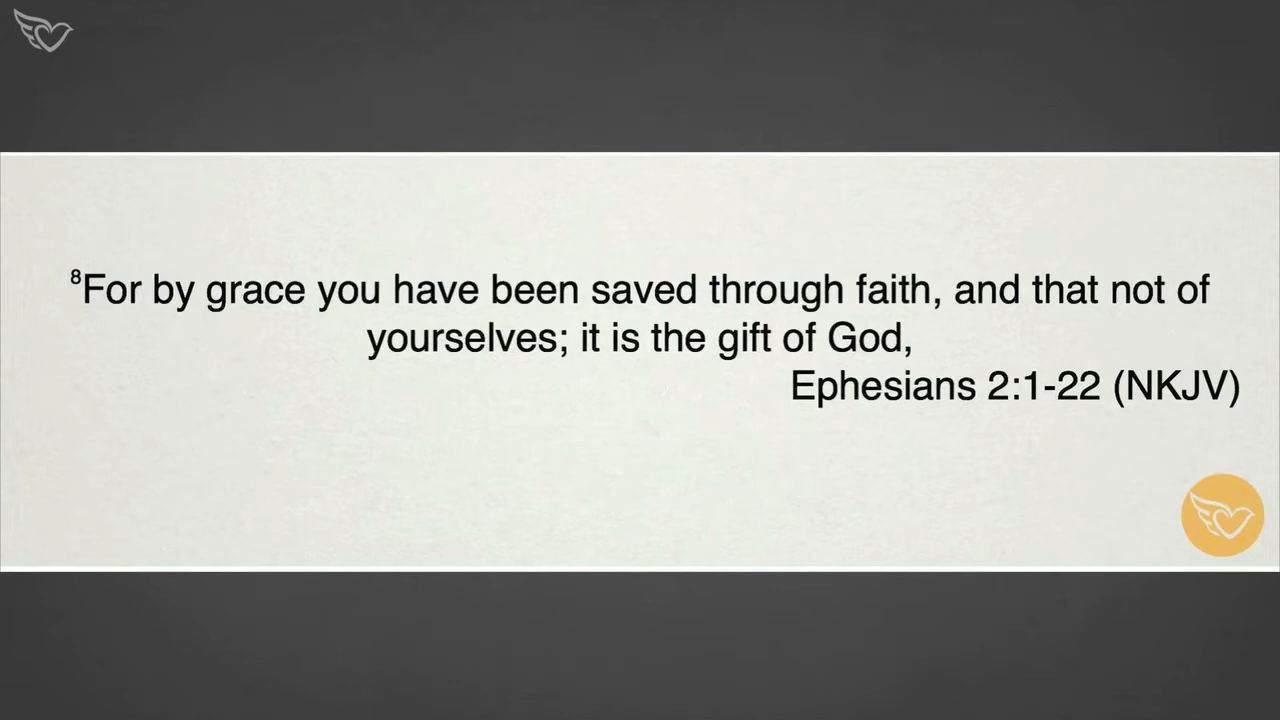 ⁸For by grace you have been saved through faith, and that not of
yourselves; it is the gift of God,
Ephesians 2:1-22 (NKJV)